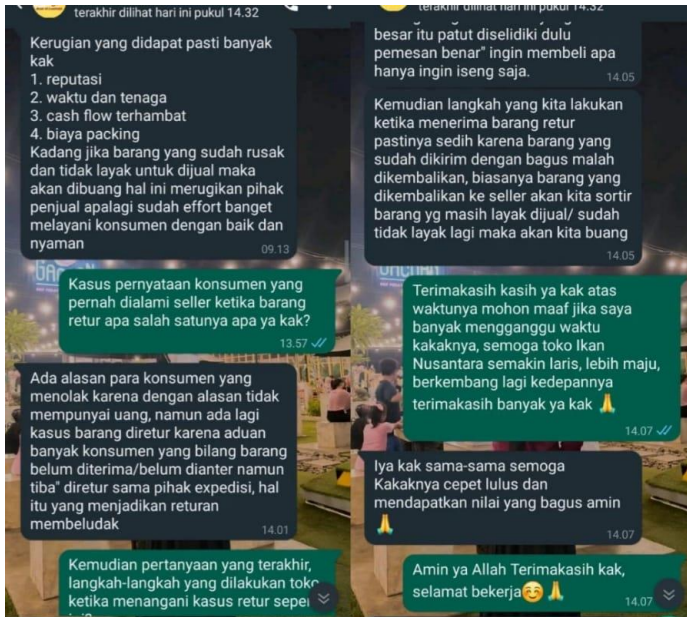 terakhir dilihat hari ini pukul 14.32
Kerugian yang didapat pasti banyak
kak
1. reputasi
2. waktu dan tenaga
3. cash flow terhambat
4. biaya packing
Kadang jika barang yang sudah rusak
dan tidak layak untuk dijual maka
akan dibuang hal ini merugikan pihak
penjual apalagi sudah effort banget
melayani konsumen dengan baik dan
nyaman
09.13
Kasus pernyataan konsumen yang
pernah dialami seller ketika barang
retur apa salah satunya apa ya kak?
13.57
Ada alasan para konsumen yang
menolak karena dengan alasan tidak
mempunyai uang, namun ada lagi
kasus barang diretur karena aduan
banyak konsumen yang bilang barang
belum diterima/belum dianter namun
tiba" diretur sama pihak expedisi, hal
itu yang menjadikan returan
membeludak
14.01
Kemudian pertanyaan yang terakhir,
langkah-langkah yang dilakukan toko
ketika menangani kasus retur
terakhir dilihat hari ini pukul 14.32
besar itu patut diselidiki dulu
pemesan benar" ingin membeli apa
hanya ingin iseng saja.
14.05
Kemudian langkah yang kita lakukan
ketika menerima barang retur
pastinya sedih karena barang yang
sudah dikirim dengan bagus malah
dikembalikan, biasanya barang yang
dikembalikan ke seller akan kita sortir
barang yg masih layak dijual/ sudah
tidak layak lagi maka akan kita buang
14.05
Terimakasih kasih ya kak atas
waktunya mohon maaf jika saya
banyak mengganggu waktu
kakaknya, semoga toko Ikan
Nusantara semakin laris, lebih maju,
berkembang lagi kedepannya
terimakasih banyak ya kak 🙏
14.07
Iya kak sama-sama semoga
Kakaknya cepet lulus dan
mendapatkan nilai yang bagus amin
🙏
14.07
Amin ya Allah Terimakasih kak,
selamat bekerja☺️🙏
14.07